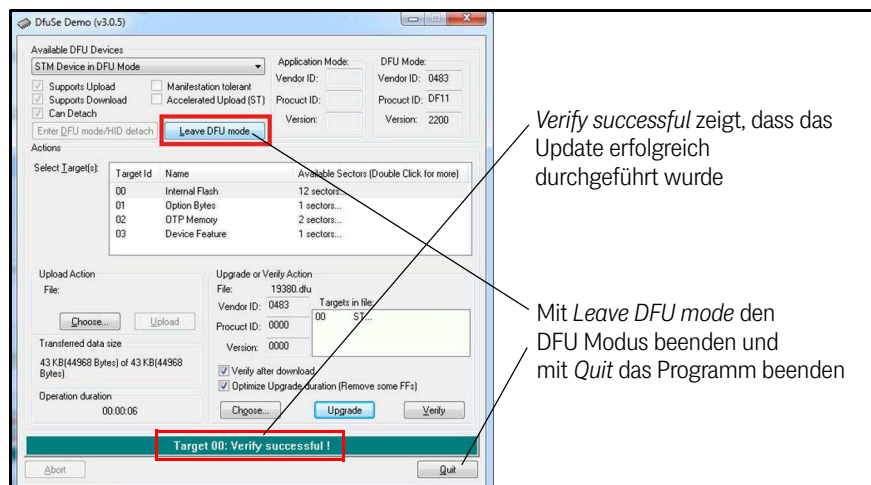 DfuSe Demo (v3.0.5)
Available DFU Devices
STM Device in DFU Mode
Supports Upload
Manifestation tolerant
Supports Download
Accelerated Upload (ST)
Can Detach
Enter DFU mode/HID detach
Leave DFU mode
Application Mode:
Vendor ID:
Procuct ID:
Version:
DFU Mode:
Vendor ID: 0483
Procuct ID: DF11
Version: 2200
Actions
Select Target(s):
Target Id Name Available Sectors (Double Click for more)
00 Internal Flash 12 sectors...
01 Option Bytes 1 sectors...
02 OTP Memory 2 sectors...
03 Device Feature 1 sectors...
Upload Action
File:
Choose... Upload
Transferred data size
43 KB(44968 Bytes) of 43 KB(44968
Bytes)
Operation duration
00:00:06
Upgrade or Verify Action
File: 19380.dfu
Vendor ID: 0483
Procuct ID: 0000
Version: 0000
Targets in file:
00 ST...
Verify after download
Optimize Upgrade duration (Remove some FFs)
Choose... Upgrade Verify
Target 00: Verify successful !
Abort Quit
Verify successful zeigt, dass das
Update erfolgreich
durchgeführt wurde
Mit Leave DFU mode den
DFU Modus beenden und
mit Quit das Programm beenden